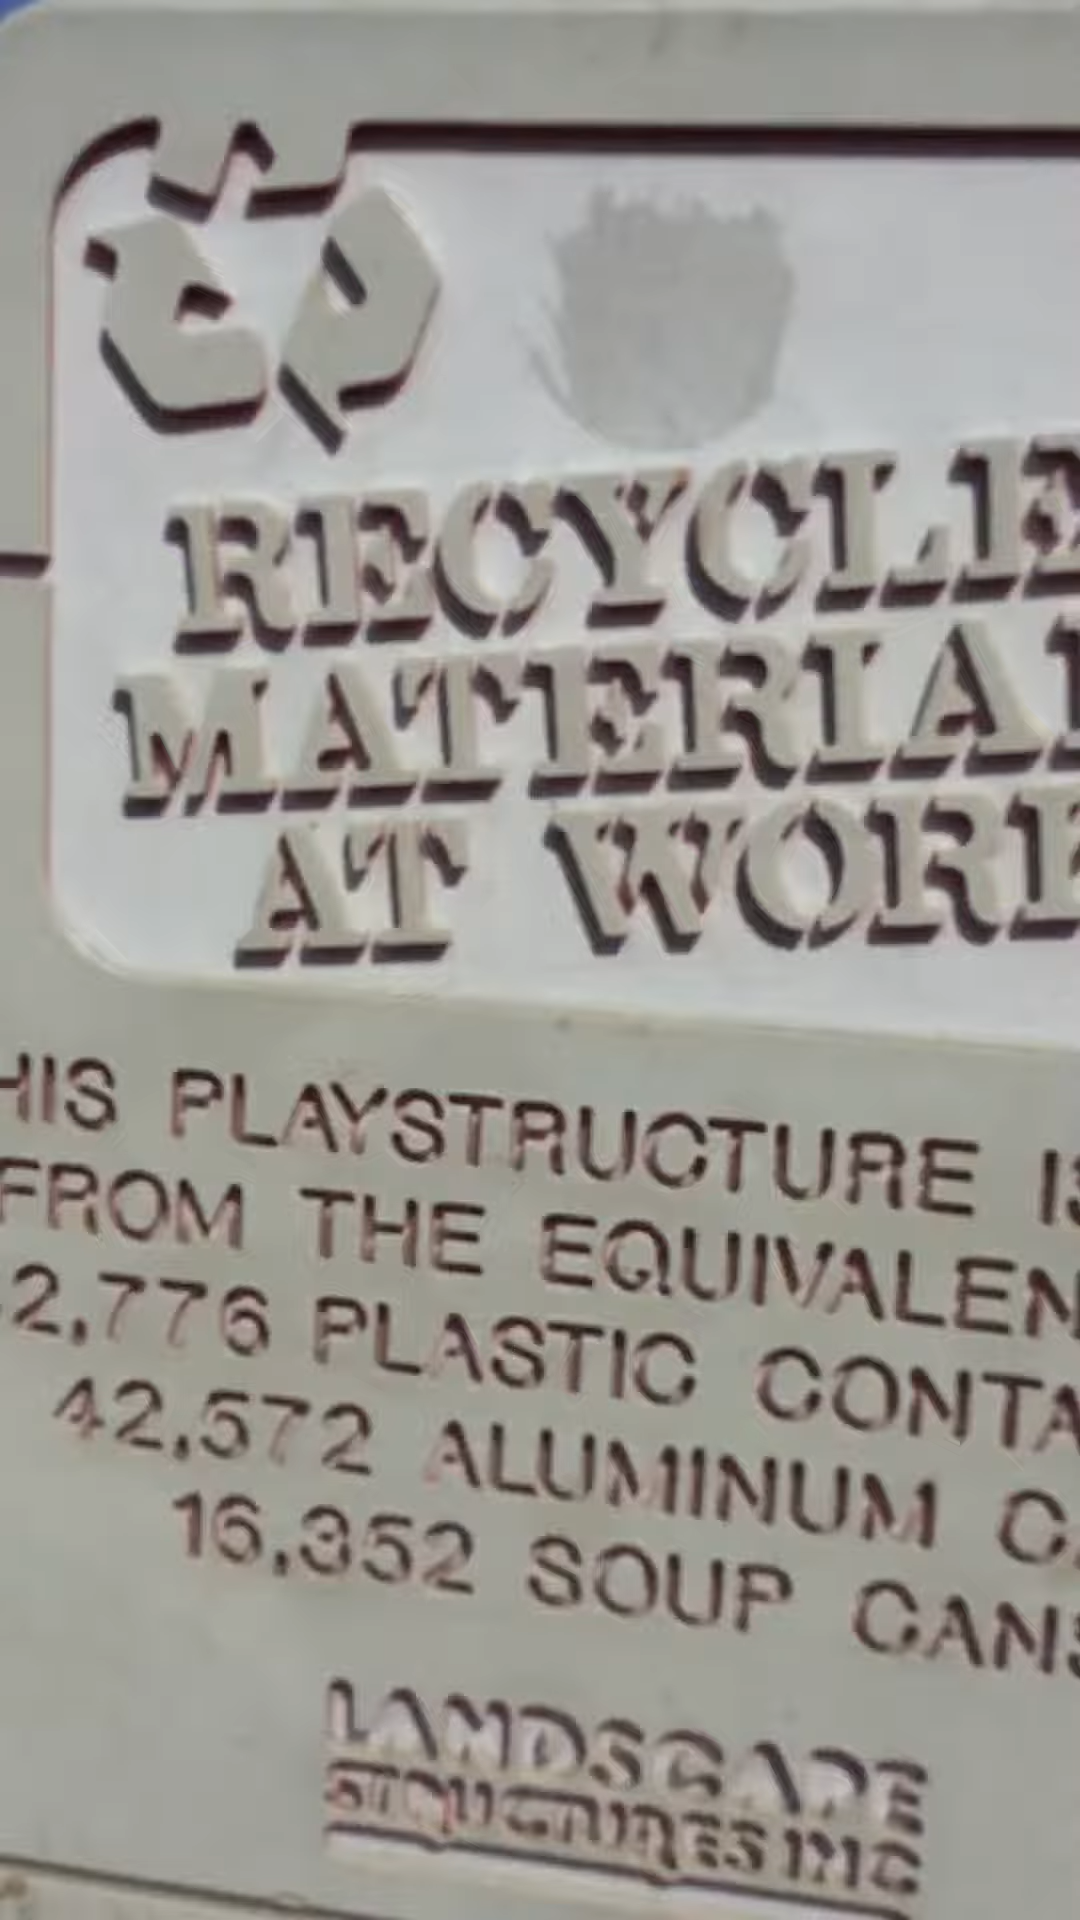 RECYCLE
MATERIAL
AT WORK
HIS PLAYSTRUCTURE IS
FROM THE EQUIVALEN
2,776 PLASTIC CONTA
42,572 ALUMINUM CA
16,352 SOUP CANS
LANDSCAPE
STRUCTURES INC